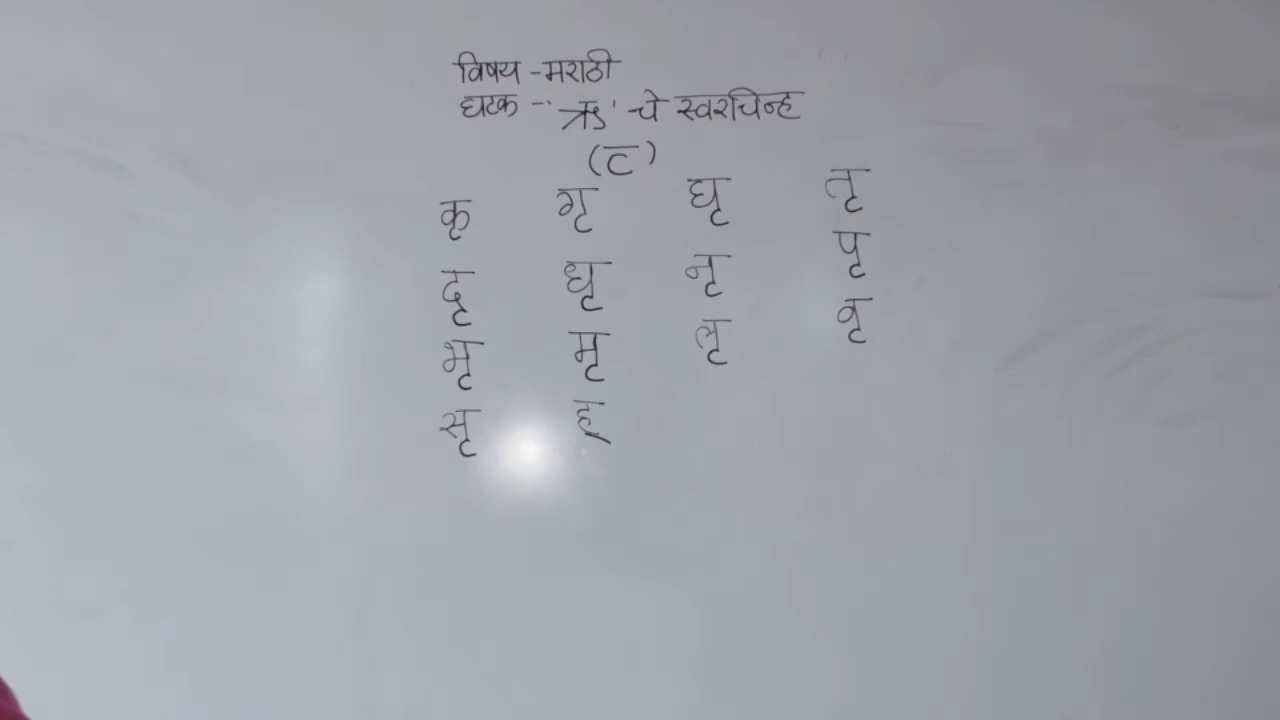 विषय - मराठी
घटक - 'ऋ' चे स्वरचिन्ह
(ृ)
कृ गृ घृ तृ
दृ धृ नृ पृ
भृ मृ लृ वृ
सृ हृ